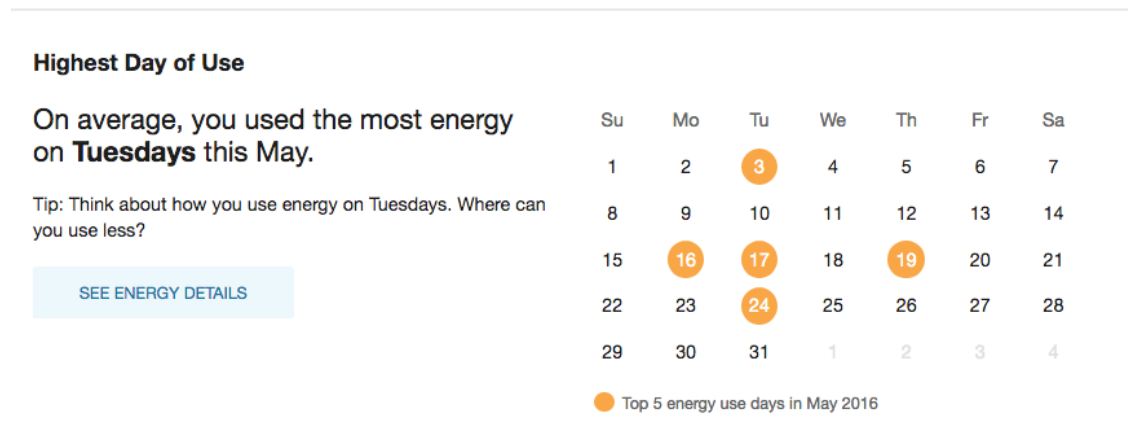 Highest Day of Use
On average, you used the most energy
on Tuesdays this May.
Tip: Think about how you use energy on Tuesdays. Where can
you use less?
SEE ENERGY DETAILS
Su Mo Tu We Th Fr Sa
1 2 3 4 5 6 7
8 9 10 11 12 13 14
15 16 17 18 19 20 21
22 23 24 25 26 27 28
29 30 31 1 2 3 4
Top 5 energy use days in May 2016